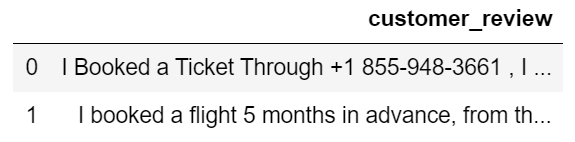 customer_review
0 I Booked a Ticket Through +1 855-948-3661 , I ...
1 I booked a flight 5 months in advance, from th...